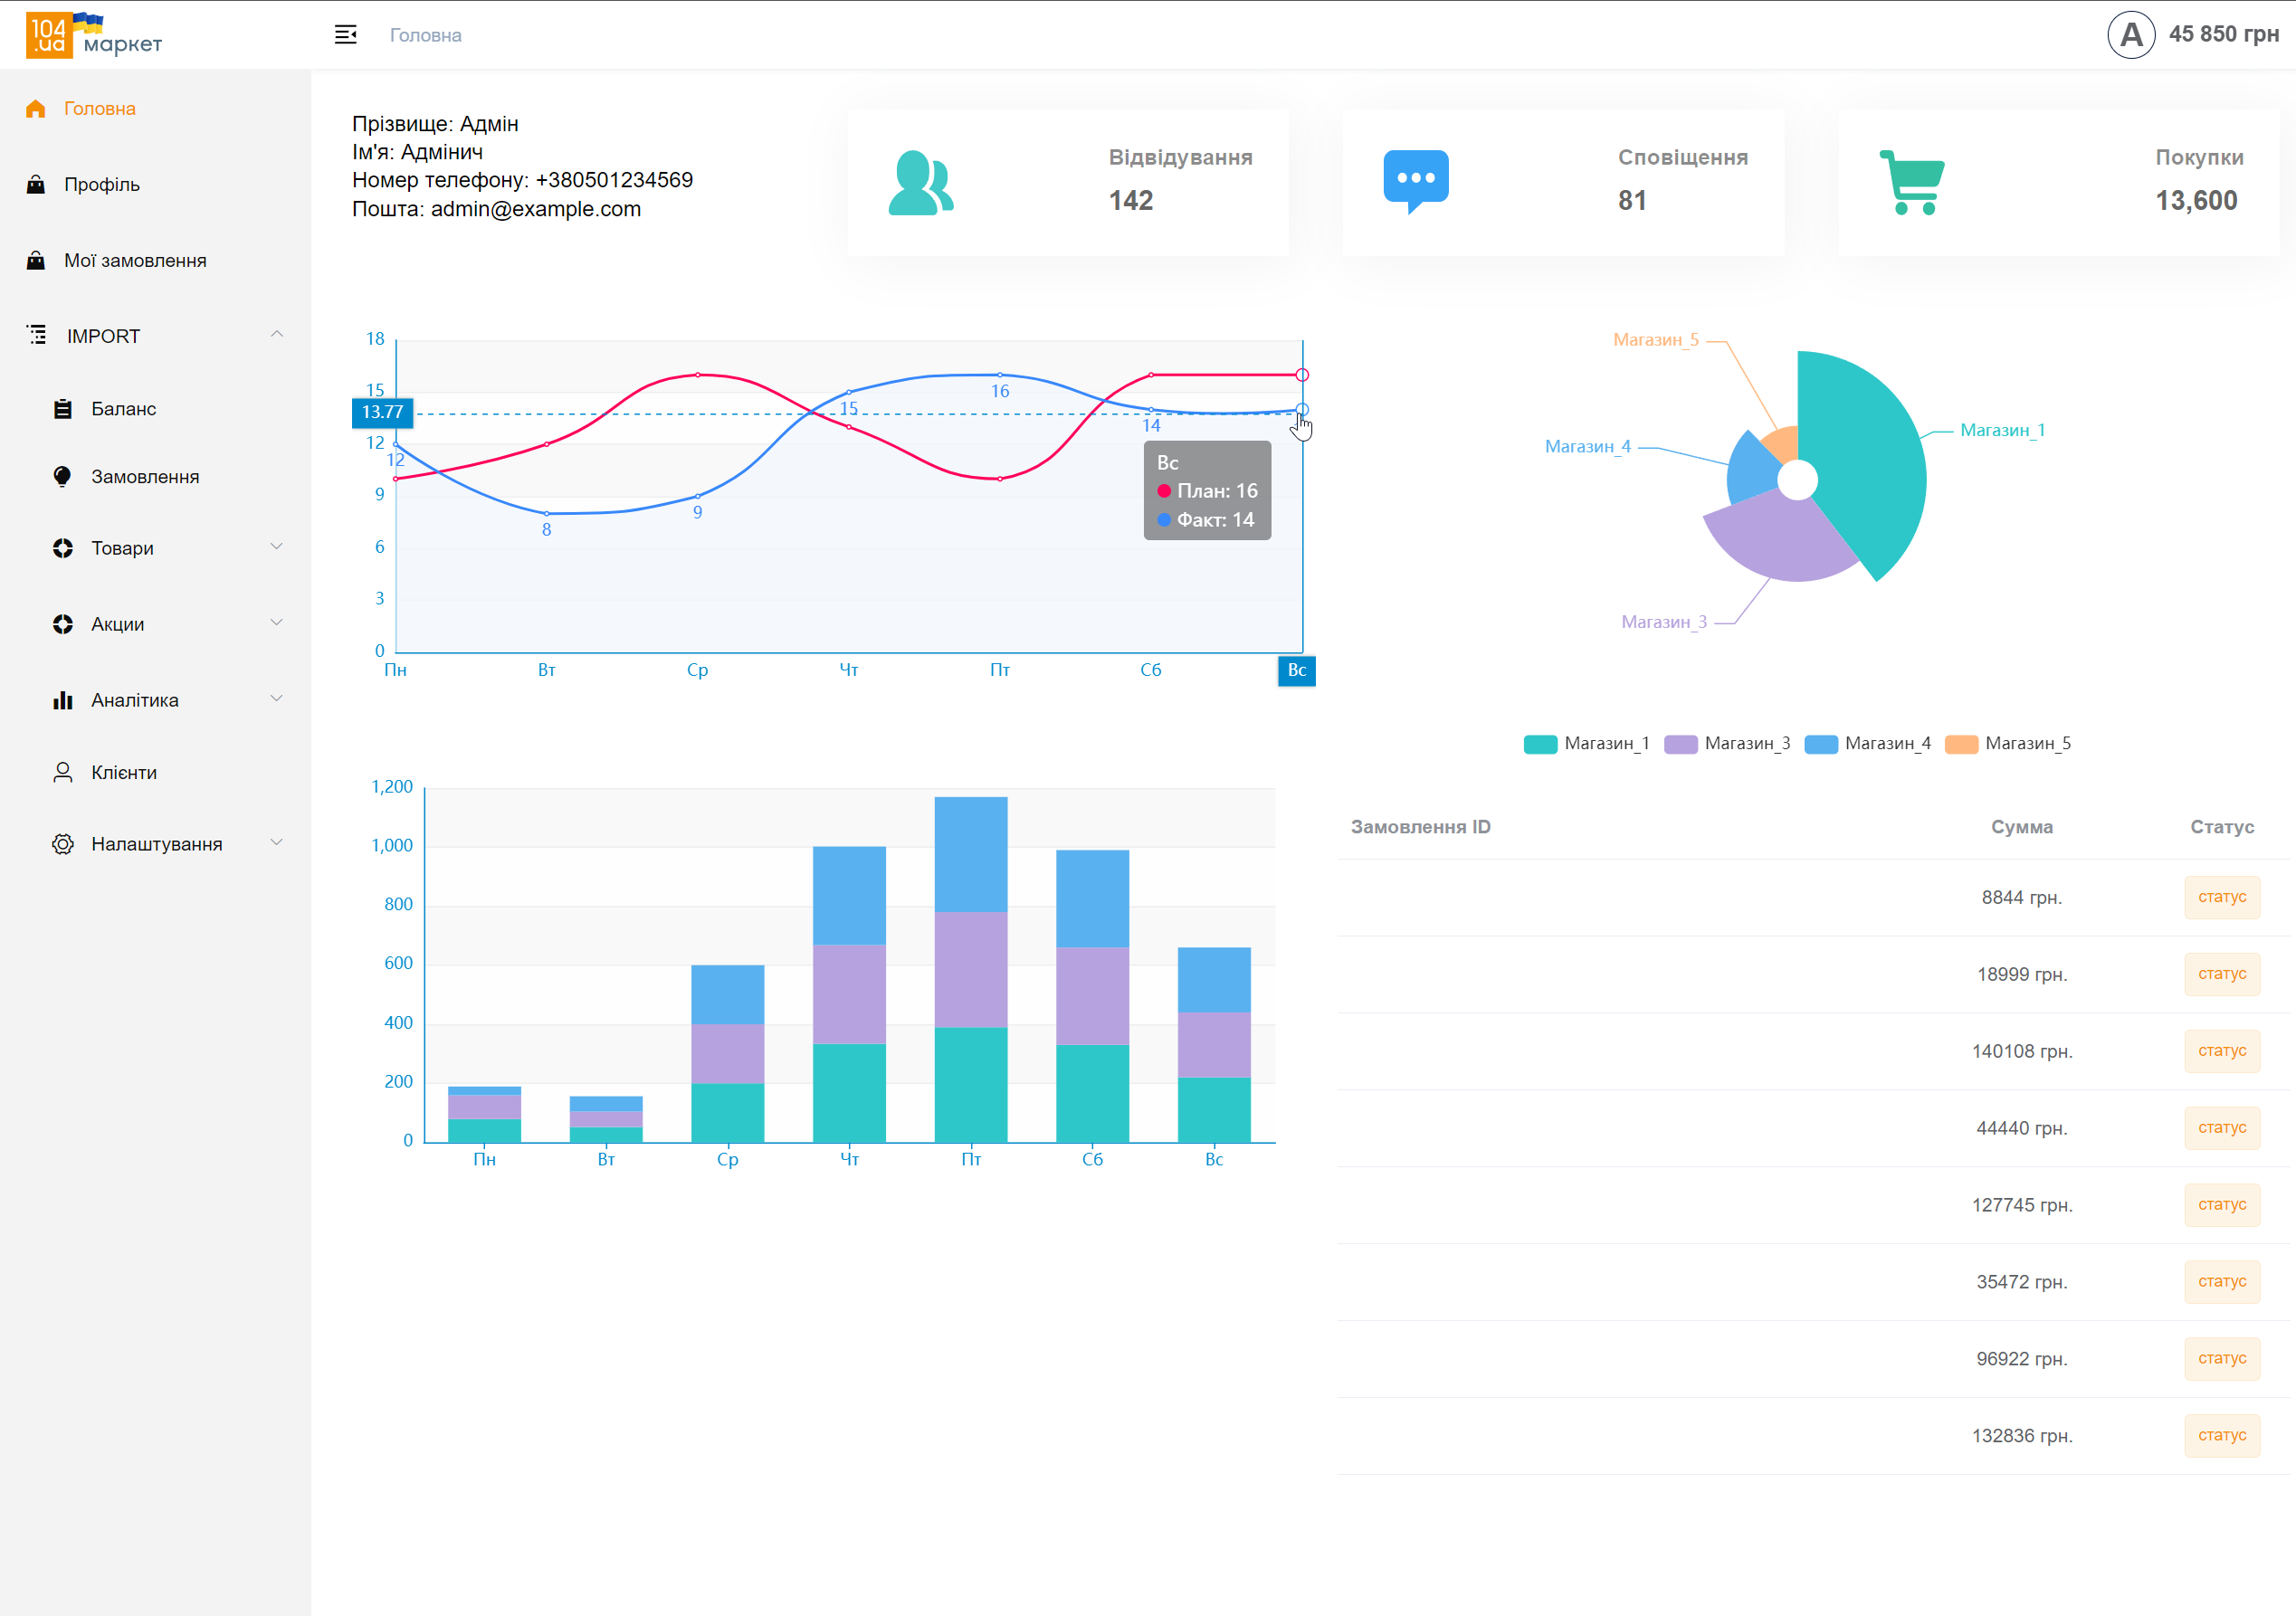 104
.ua
маркет
Головна
A
45 850 грн
Головна
Профіль
Мої замовлення
IMPORT
Баланс
Замовлення
Товари
Акции
Аналітика
Клієнти
Налаштування
Прізвище: Адмін
Ім'я: Адмінич
Номер телефону: +380501234569
Пошта: admin@example.com
Відвідування
142
Сповіщення
81
Покупки
13,600
18
15
13.77
12
9
6
3
0
12
8
9
15
16
14
Вс
План: 16
Факт: 14
Пн
Вт
Ср
Чт
Пт
Сб
Вс
Магазин_5
Магазин_4
Магазин_1
Магазин_3
Магазин_1
Магазин_3
Магазин_4
Магазин_5
1,200
1,000
800
600
400
200
0
Пн
Вт
Ср
Чт
Пт
Сб
Вс
Замовлення ID Сумма Статус
8844 грн. статус
18999 грн. статус
140108 грн. статус
44440 грн. статус
127745 грн. статус
35472 грн. статус
96922 грн. статус
132836 грн. статус